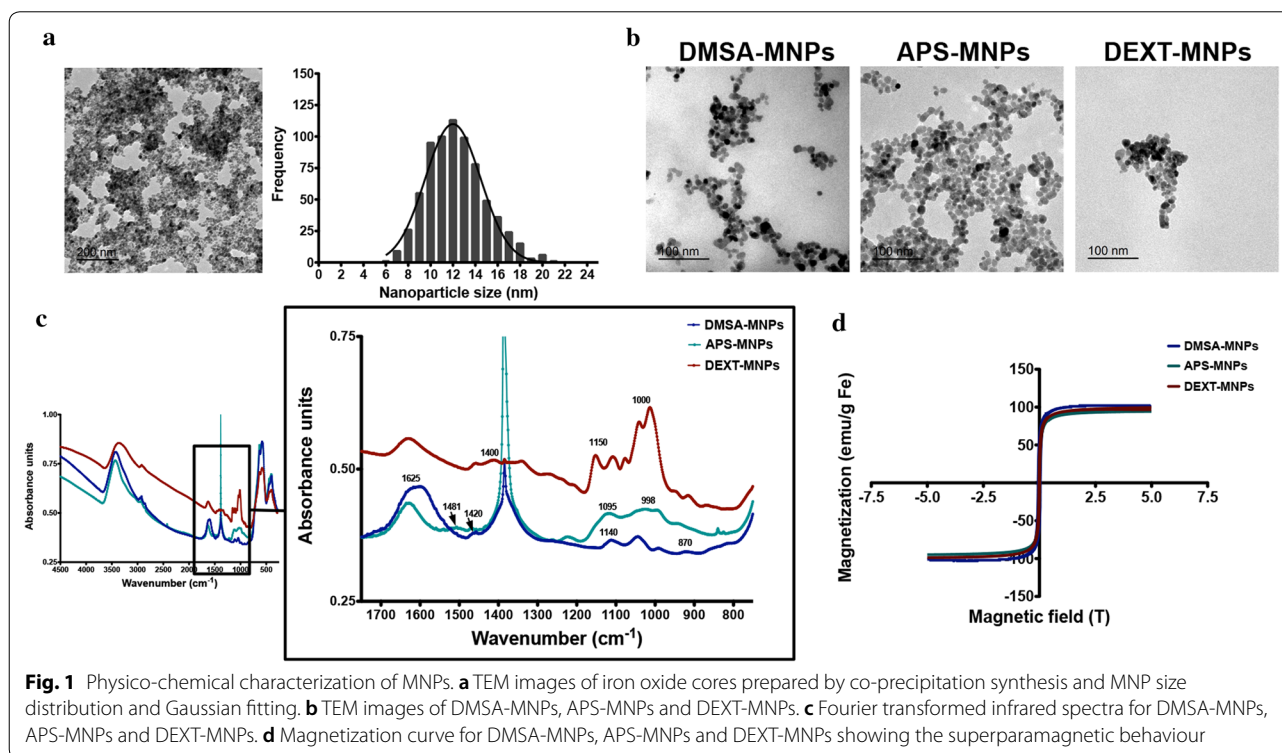 a
200 nm
Frequency
150
125
100
75
50
25
0
0 2 4 6 8 10 12 14 16 18 20 22 24
Nanoparticle size (nm)
b
DMSA-MNPs APS-MNPs DEXT-MNPs
100 nm 100 nm 100 nm
c
Absorbance units
1.00
0.75
0.50
0.25
4500 4000 3500 3000 2500 2000 1500 1000 500
Wavenumber (cm-1)
Absorbance units
0.75
0.50
0.25
DMSA-MNPs
APS-MNPs
DEXT-MNPs
1000
1150
1400
1625
1481
1420
1095
998
1140
870
1700 1600 1500 1400 1300 1200 1100 1000 900 800
Wavenumber (cm-1)
d
DMSA-MNPs
APS-MNPs
DEXT-MNPs
Magnetization (emu/g Fe)
150
100
50
-7.5 -5.0 -2.5 0.0 2.5 5.0 7.5
-50
-100
-150
Magnetic field (T)
Fig. 1 Physico-chemical characterization of MNPs. a TEM images of iron oxide cores prepared by co-precipitation synthesis and MNP size
distribution and Gaussian fitting. b TEM images of DMSA-MNPs, APS-MNPs and DEXT-MNPs. c Fourier transformed infrared spectra for DMSA-MNPs,
APS-MNPs and DEXT-MNPs. d Magnetization curve for DMSA-MNPs, APS-MNPs and DEXT-MNPs showing the superparamagnetic behaviour